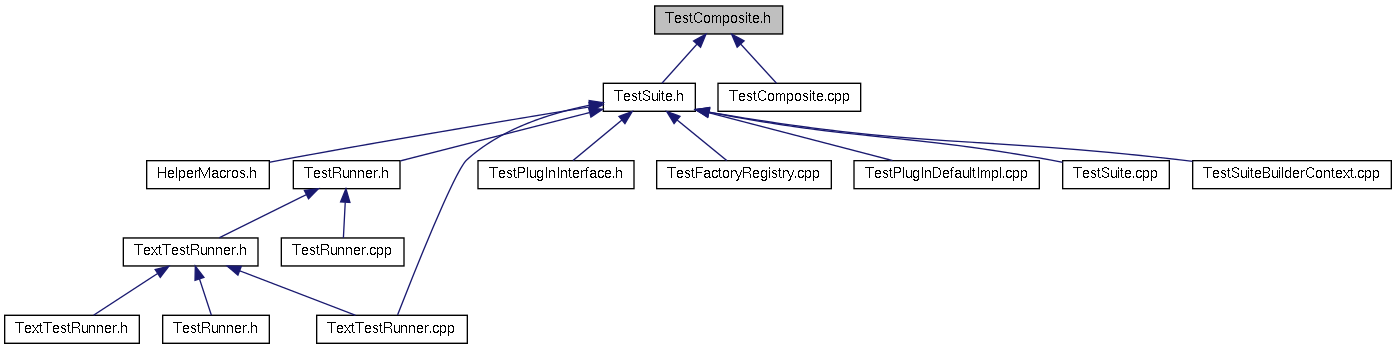 TestComposite.h
TestSuite.h
TestComposite.cpp
HelperMacros.h
TestRunner.h
TestPlugInInterface.h
TestFactoryRegistry.cpp
TestPlugInDefaultImpl.cpp
TestSuite.cpp
TestSuiteBuilderContext.cpp
TextTestRunner.h
TestRunner.cpp
TextTestRunner.h
TestRunner.h
TextTestRunner.cpp